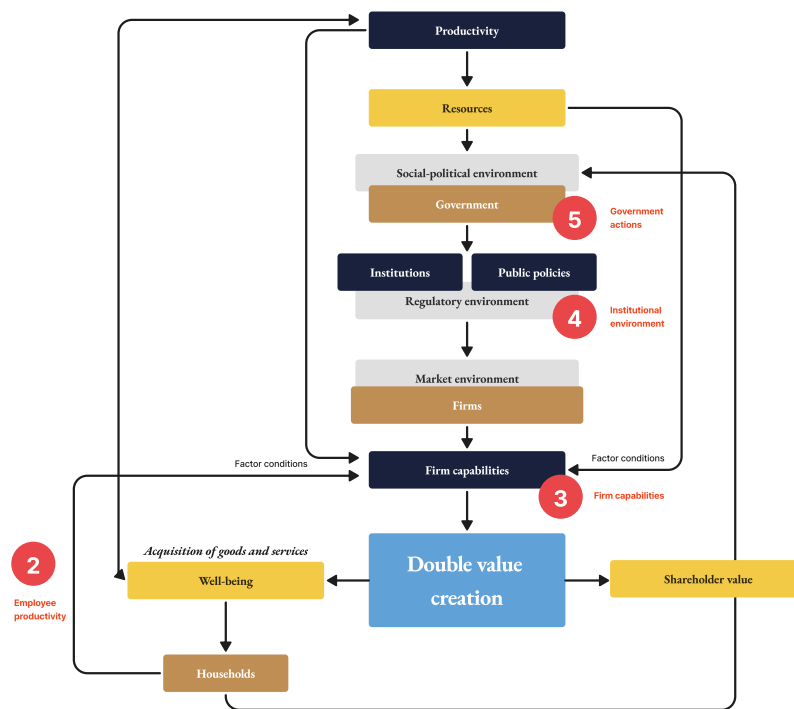 Productivity
Resources
Social-political environment
Government
5
Government
actions
Institutions
Public policies
Regulatory environment
4
Institutional
environment
Market environment
Firms
Factor conditions
Firm capabilities
Factor conditions
3
Firm capabilities
2
Employee
productivity
Acquisition of goods and services
Well-being
Double value
creation
Shareholder value
Households